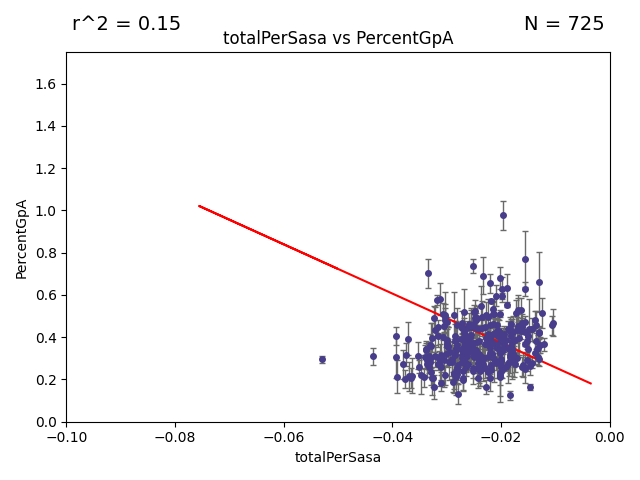 r^2 = 0.15
N = 725
totalPerSasa vs PercentGpA
PercentGpA
1.6
1.4
1.2
1.0
0.8
0.6
0.4
0.2
0.0
−0.10 −0.08 −0.06 −0.04 −0.02 0.00
totalPerSasa